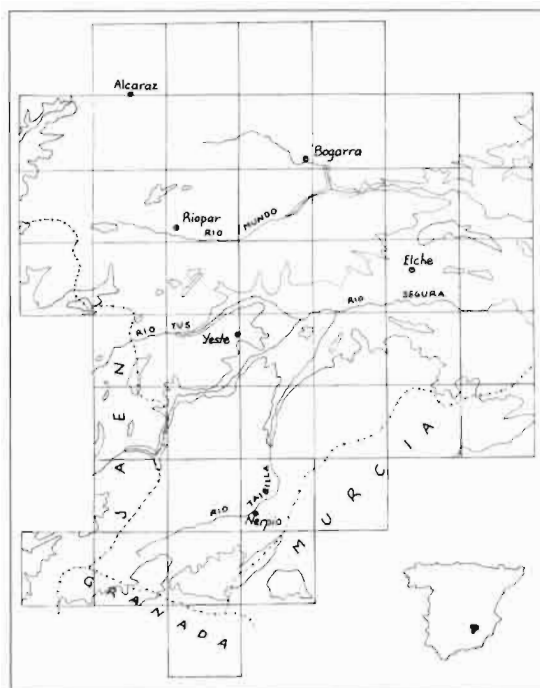 Alcaraz
Bogarra
Riopar
RIO MUNDO
Elche
RIO SEGURA
RIO TUS
Yeste
JAEN
RIO TAIBILLA
Nerpio
MURCIA
GRANADA